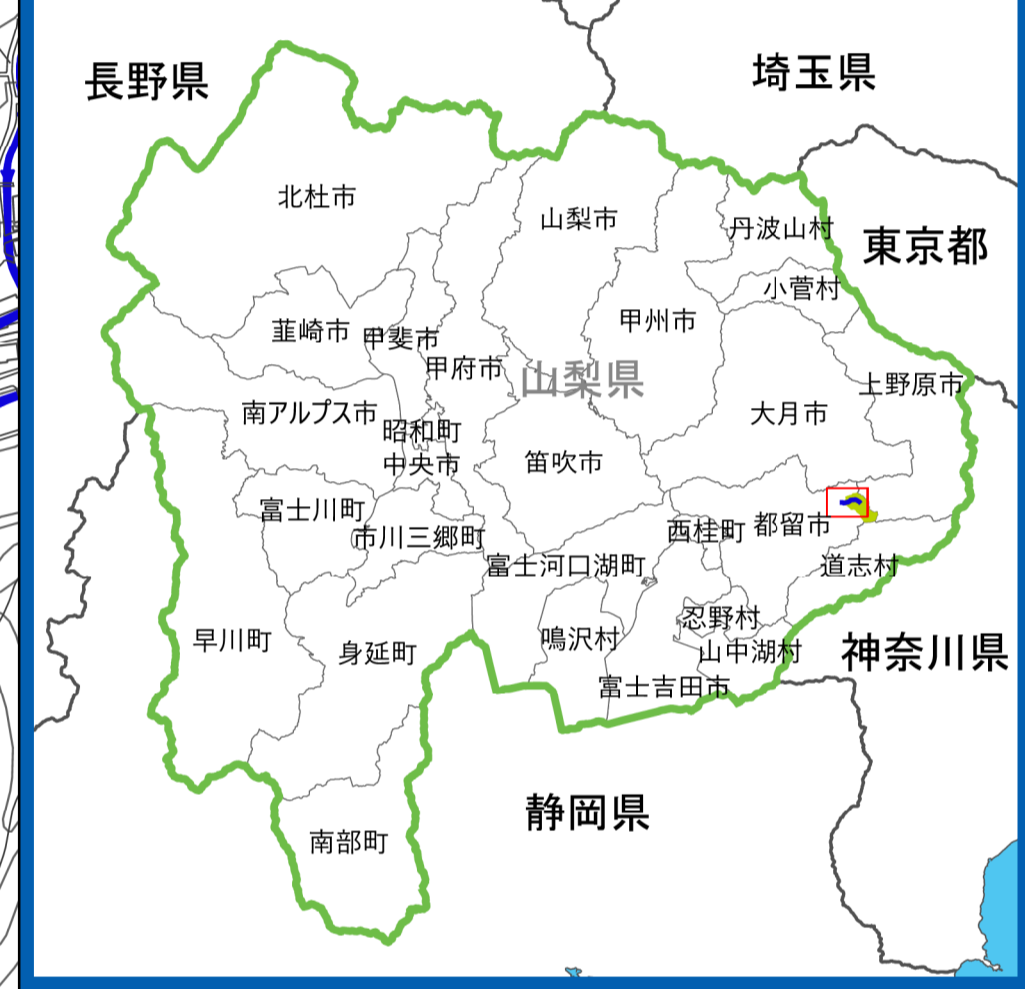 埼玉県
長野県
北杜市
山梨市
丹波山村
東京都
小菅村
甲州市
韮崎市
甲斐市
甲府市
山梨県
上野原市
南アルプス市
大月市
昭和町
中央市
笛吹市
富士川町
都留市
西桂町
市川三郷町
富士河口湖町
道志村
忍野村
早川町
鳴沢村
身延町
山中湖村
神奈川県
富士吉田市
静岡県
南部町